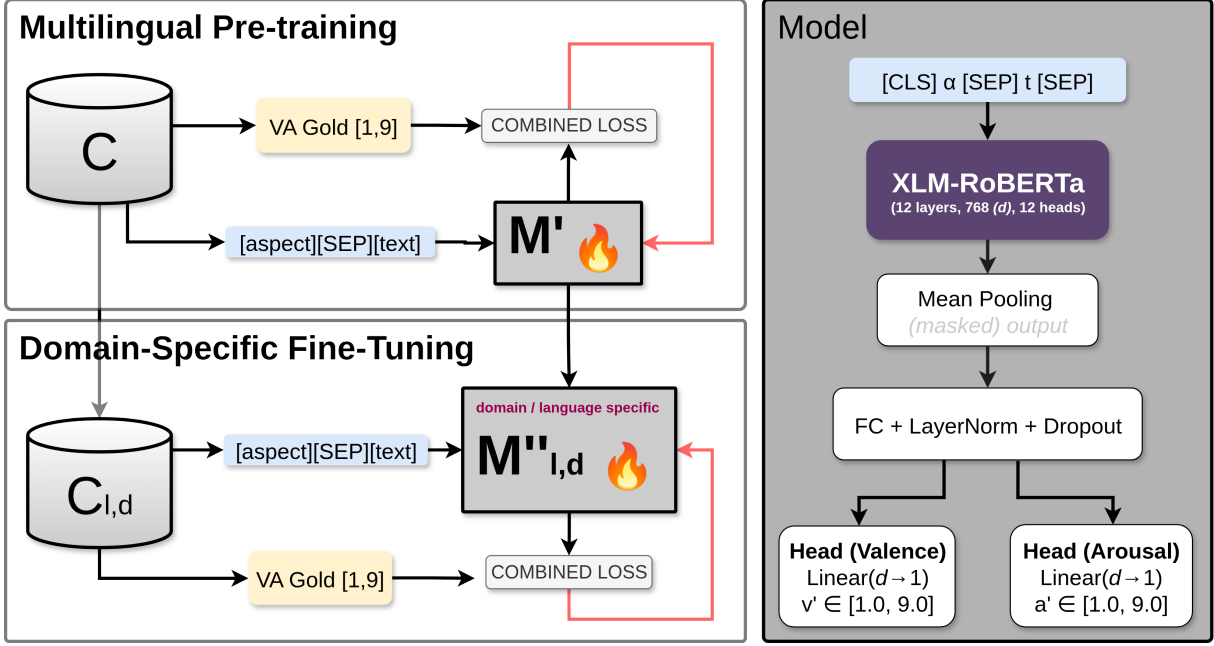 Multilingual Pre-training
C
VA Gold [1,9]
COMBINED LOSS
[aspect][SEP][text]
M'
Domain-Specific Fine-Tuning
Cl,d
[aspect][SEP][text]
domain / language specific
M''l,d
VA Gold [1,9]
COMBINED LOSS
Model
[CLS] α [SEP] t [SEP]
XLM-RoBERTa
(12 layers, 768 (d), 12 heads)
Mean Pooling
(masked) output
FC + LayerNorm + Dropout
Head (Valence)
Linear(d→1)
v' ∈ [1.0, 9.0]
Head (Arousal)
Linear(d→1)
a' ∈ [1.0, 9.0]